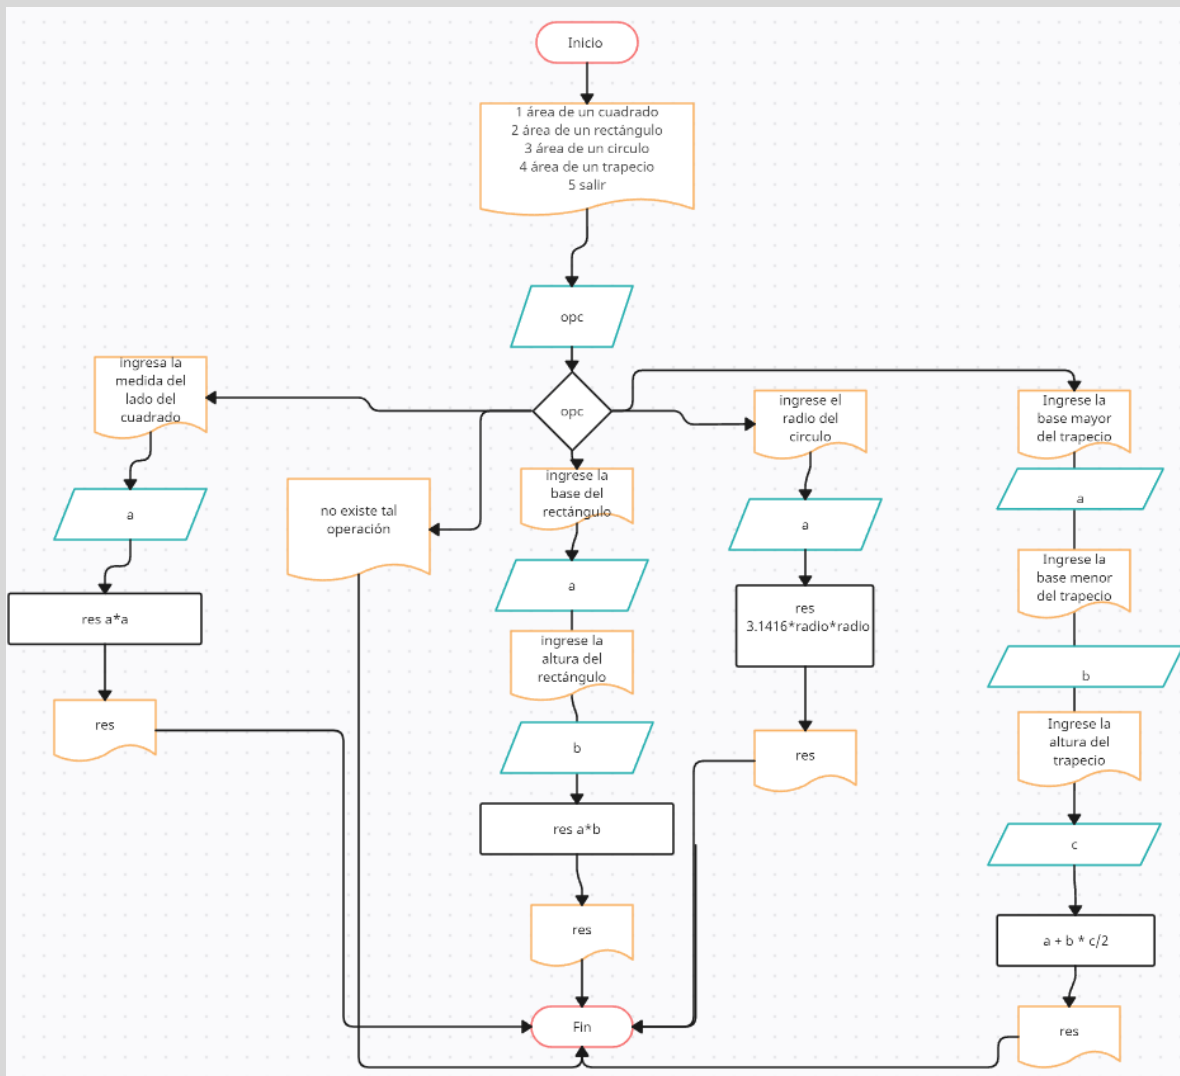 Inicio
1 área de un cuadrado
2 área de un rectángulo
3 área de un circulo
4 área de un trapecio
5 salir
opc
opc
ingresa la
medida del
lado del
cuadrado
a
res a*a
res
no existe tal
operación
ingrese la
base del
rectángulo
a
ingrese la
altura del
rectángulo
b
res a*b
res
ingrese el
radio del
circulo
a
res
3.1416*radio*radio
res
Ingrese la
base mayor
del trapecio
a
Ingrese la
base menor
del trapecio
b
Ingrese la
altura del
trapecio
c
a + b * c/2
res
Fin